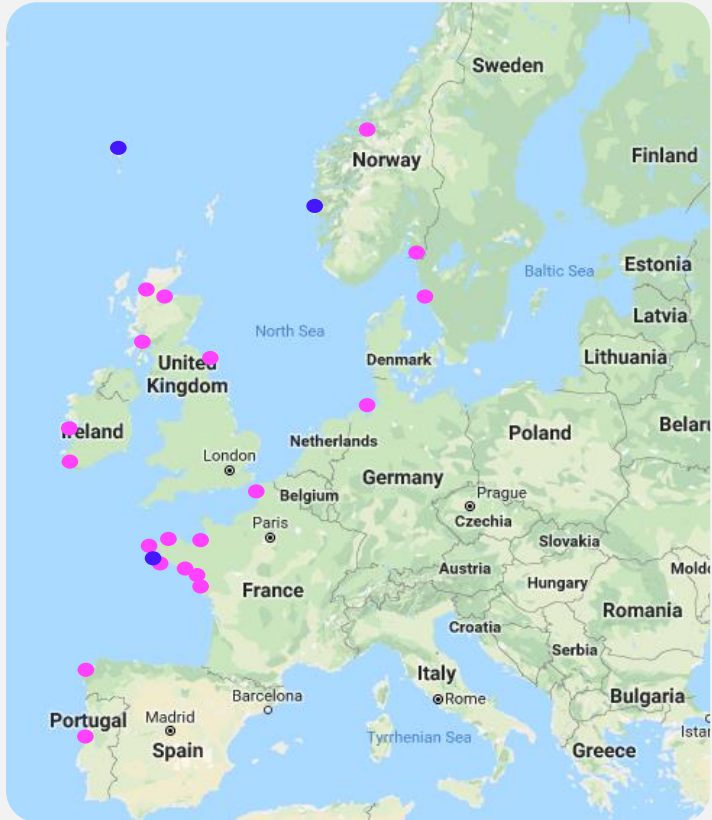 Sweden
Norway
Finland
Estonia
Baltic Sea
Latvia
North Sea
Lithuania
Denmark
United
Kingdom
Ireland
Belaru
Netherlands
Poland
London
Germany
Belgium
Prague
Paris
Czechia
Slovakia
Austria
Moldo
Hungary
France
Romania
Croatia
Serbia
Italy
Barcelona
Rome
Bulgaria
Portugal
Madrid
Istan
Tyrrhenian Sea
Spain
Greece